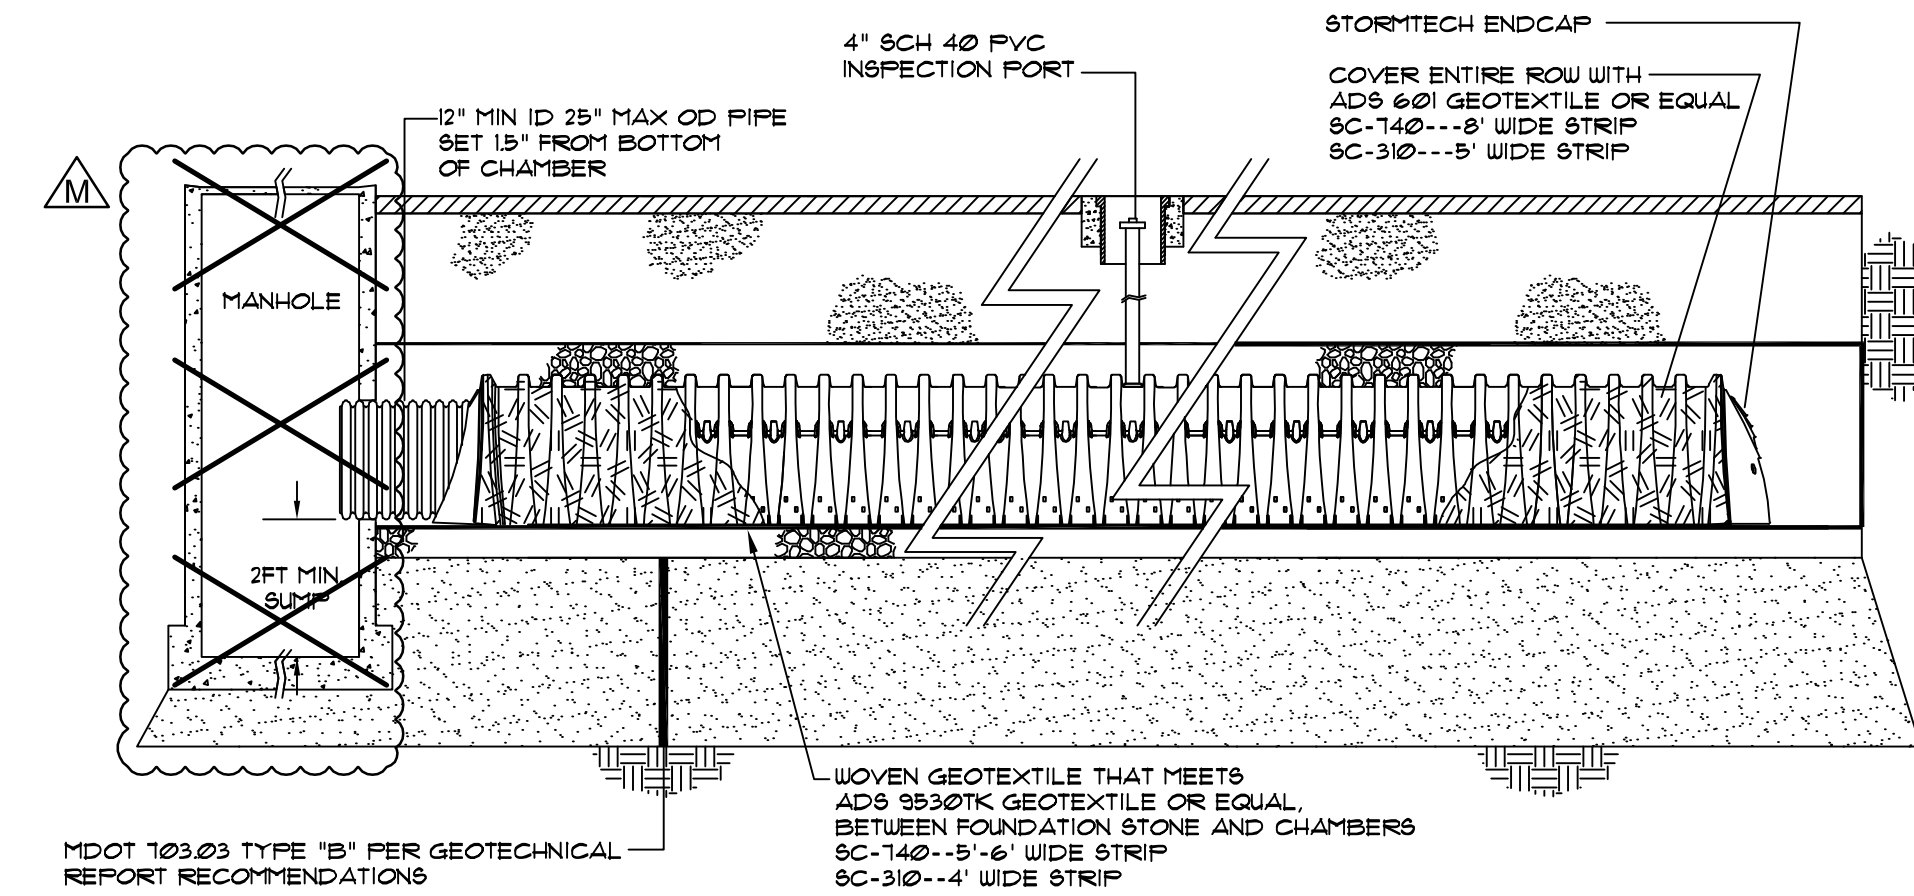 STORMTECH ENDCAP
4" SCH 40 PVC
INSPECTION PORT
COVER ENTIRE ROW WITH
ADS 601 GEOTEXTILE OR EQUAL
SC-740---8' WIDE STRIP
SC-310---5' WIDE STRIP
12" MIN ID 25" MAX OD PIPE
SET 1.5" FROM BOTTOM
OF CHAMBER
M
MANHOLE
2FT MIN
SUMP
WOVEN GEOTEXTILE THAT MEETS
ADS 9530TK GEOTEXTILE OR EQUAL,
BETWEEN FOUNDATION STONE AND CHAMBERS
SC-740--5'-6' WIDE STRIP
SC-310--4' WIDE STRIP
MDOT 703.03 TYPE "B" PER GEOTECHNICAL
REPORT RECOMMENDATIONS